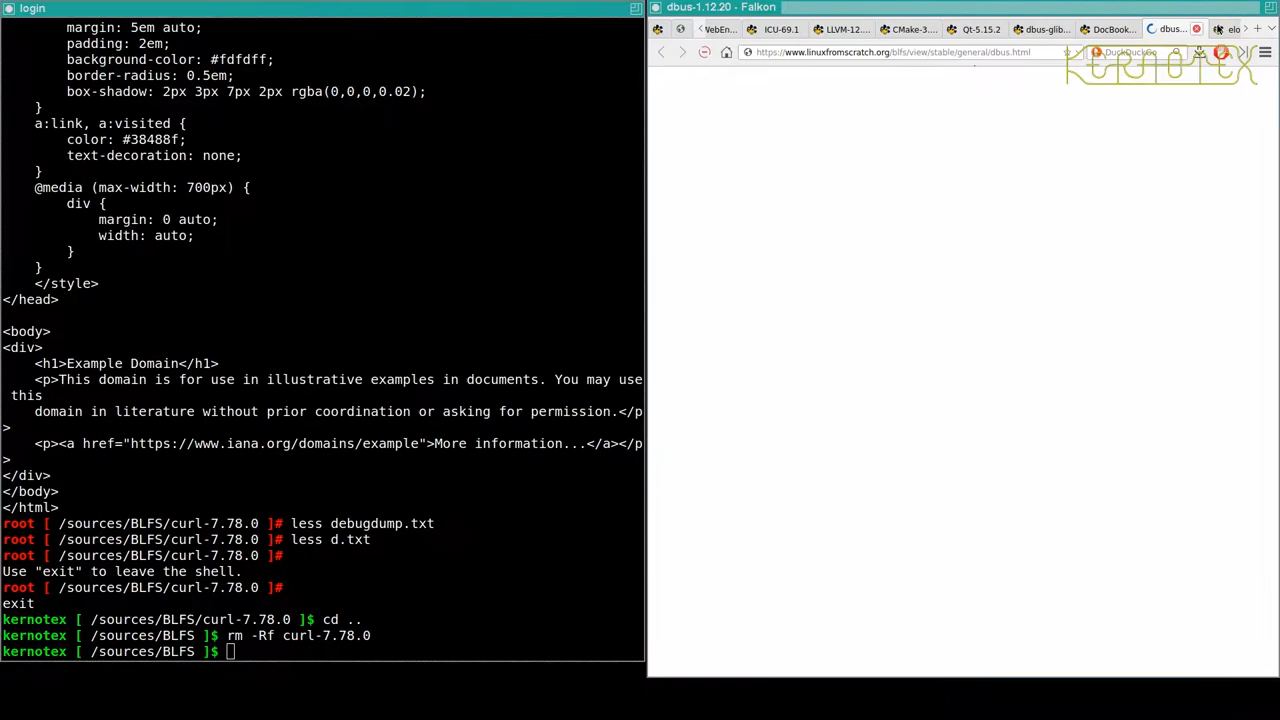 login
margin: 5em auto;
padding: 2em;
background-color: #fdfdff;
border-radius: 0.5em;
box-shadow: 2px 3px 7px 2px rgba(0,0,0,0.02);
}
a:link, a:visited {
color: #38488f;
text-decoration: none;
}
@media (max-width: 700px) {
div {
margin: 0 auto;
width: auto;
}
}
</style>
</head>
<body>
<div>
<h1>Example Domain</h1>
<p>This domain is for use in illustrative examples in documents. You may use
this
domain in literature without prior coordination or asking for permission.</p
>
<p><a href="https://www.iana.org/domains/example">More information...</a></p
>
</div>
</body>
</html>
root [ /sources/BLFS/curl-7.78.0 ]# less debugdump.txt
root [ /sources/BLFS/curl-7.78.0 ]# less d.txt
root [ /sources/BLFS/curl-7.78.0 ]#
Use "exit" to leave the shell.
root [ /sources/BLFS/curl-7.78.0 ]#
exit
kernotex [ /sources/BLFS/curl-7.78.0 ]$ cd ..
kernotex [ /sources/BLFS ]$ rm -Rf curl-7.78.0
kernotex [ /sources/BLFS ]$
dbus-1.12.20 - Falkon
WebEn... ICU-69.1 LLVM-12.... CMake-3.... Qt-5.15.2 dbus-glib... DocBook... dbus... elo
https://www.linuxfromscratch.org/blfs/view/stable/general/dbus.html DuckDuckGo
KERNOTEX